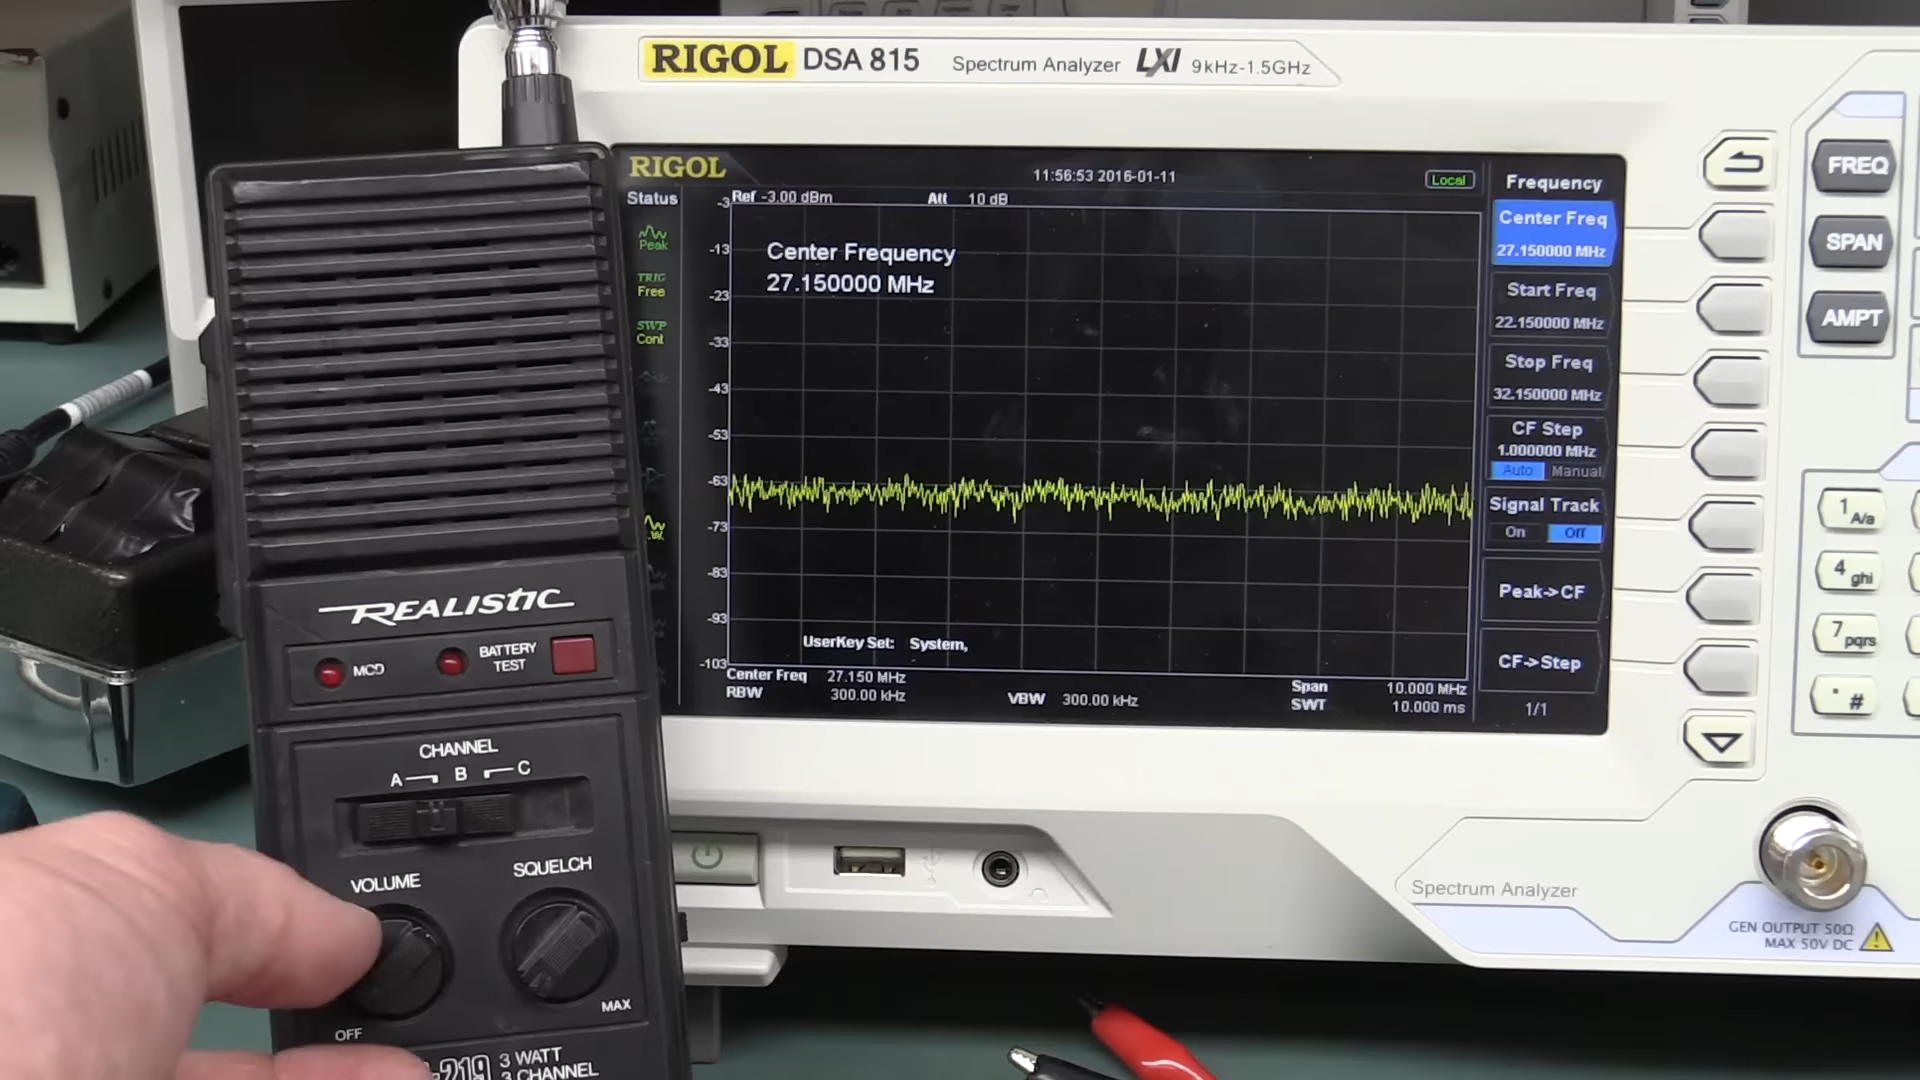 RIGOL DSA 815 Spectrum Analyzer LXI 9kHz-1.5GHz
RIGOL 11:56:53 2016-01-11 Local
Status Ref -3.00 dBm Att 10 dB
Peak
TRIG
Free
SWP
Cont
-3
-13
-23
-33
-43
-53
-63
-73
-83
-93
-103
Center Frequency
27.150000 MHz
UserKey Set: System,
Center Freq 27.150 MHz
RBW 300.00 kHz
VBW 300.00 kHz
Span 10.000 MHz
SWT 10.000 ms
Frequency
Center Freq
27.150000 MHz
Start Freq
22.150000 MHz
Stop Freq
32.150000 MHz
CF Step
1.000000 MHz
Auto Manual
Signal Track
On Off
Peak->CF
CF->Step
1/1
FREQ
SPAN
AMPT
1 A/a
4 ghi
7 pqrs
. #
Spectrum Analyzer
GEN OUTPUT 50Ω
MAX 50V DC
REALISTIC
MOD
BATTERY
TEST
CHANNEL
A B C
VOLUME
SQUELCH
OFF
MAX
-219 3 WATT
3 CHANNEL